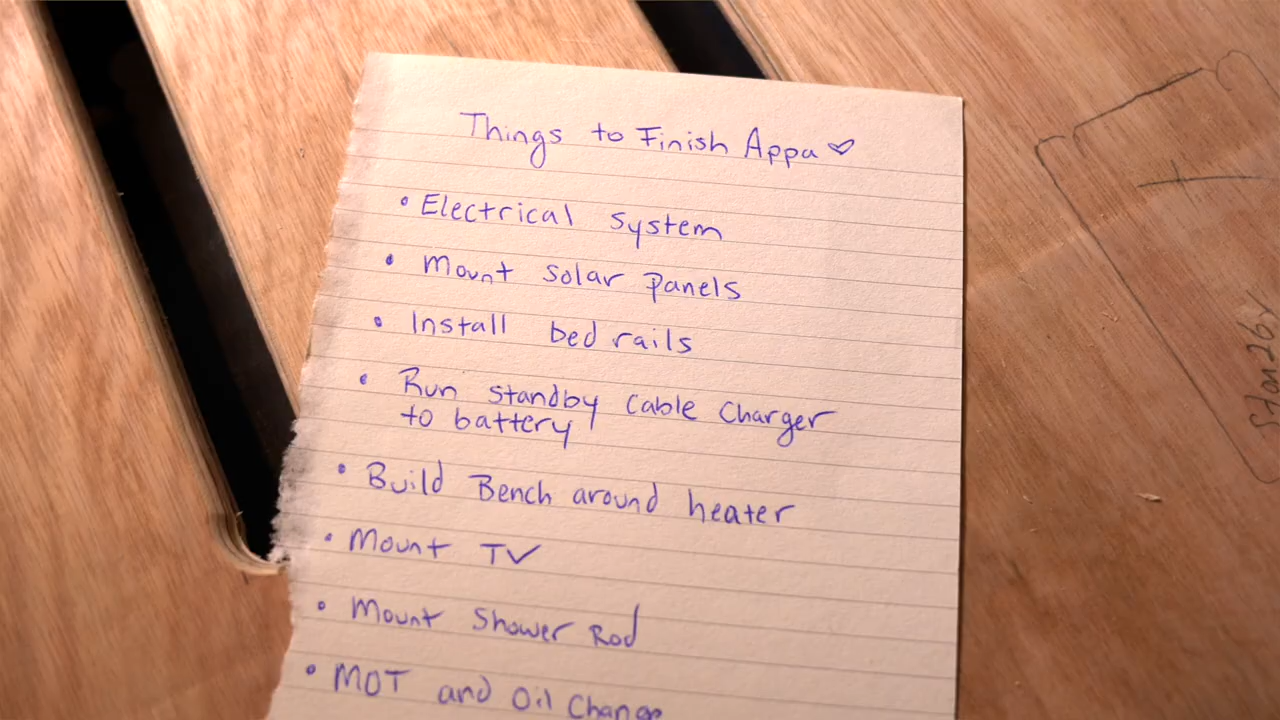 Things to Finish Appa ♡
• Electrical System
• Mount solar panels
• Install bed rails
• Run standby cable Charger
to battery
• Build Bench around heater
• Mount TV
• Mount Shower Rod
• MOT and Oil Change